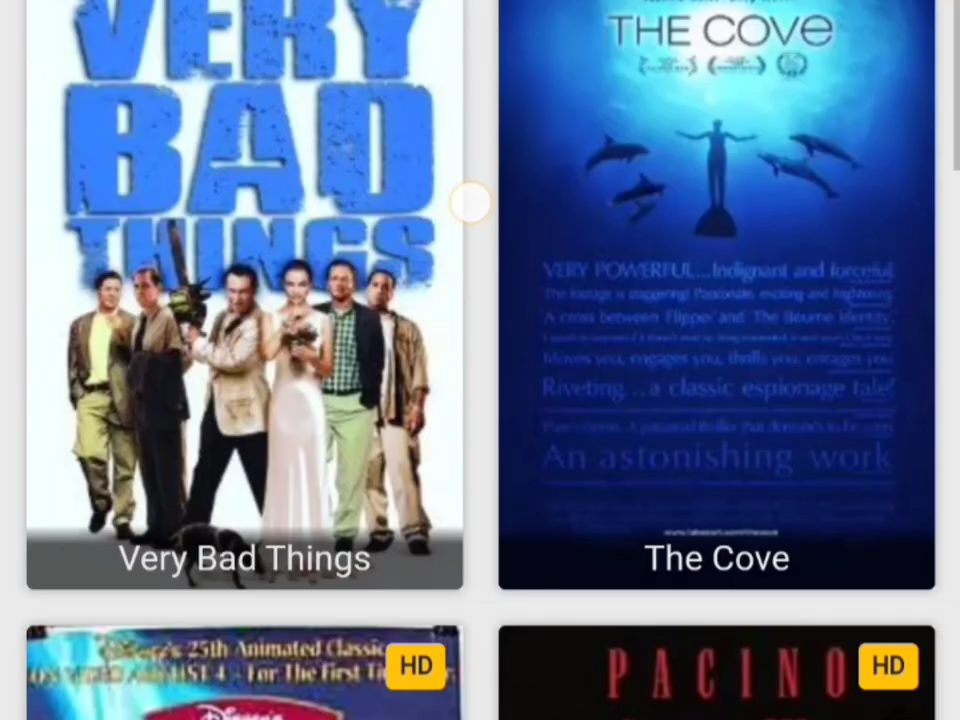 VERY
BAD
THINGS
Very Bad Things
THE COVE
VERY POWERFUL...Indignant and forceful
The footage is staggering! Passionate, exciting and frightening
A cross between 'Flipper' and 'The Bourne Identity'
Moves you, engages you, thrills you, enrages you
Riveting...a classic espionage tale!
An astonishing work
The Cove
25th Animated Classic
- For The First
HD
Disney's
PACINO
HD